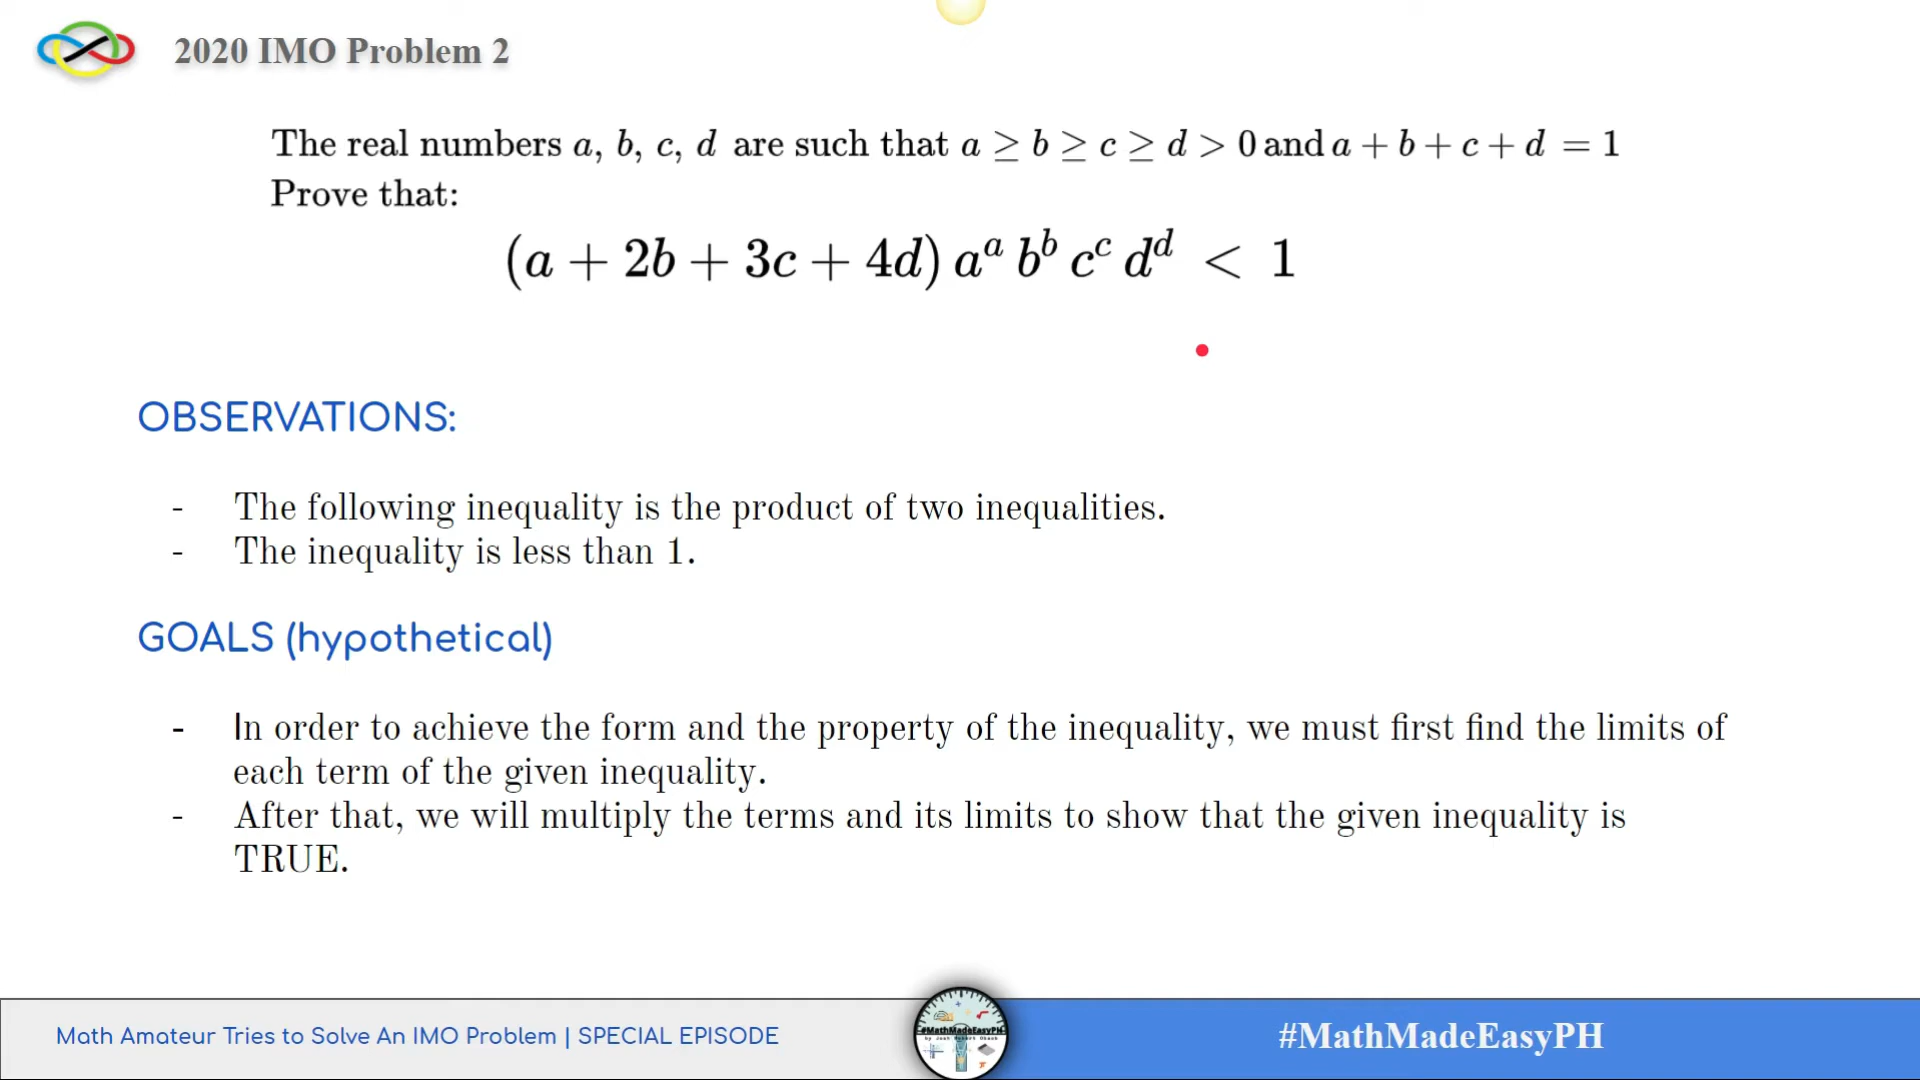 2020 IMO Problem 2
The real numbers a, b, c, d are such that a ≥ b ≥ c ≥ d > 0 and a + b + c + d = 1
Prove that:
(a + 2b + 3c + 4d) a^a b^b c^c d^d < 1
OBSERVATIONS:
- The following inequality is the product of two inequalities.
- The inequality is less than 1.
GOALS (hypothetical)
- In order to achieve the form and the property of the inequality, we must first find the limits of
each term of the given inequality.
- After that, we will multiply the terms and its limits to show that the given inequality is
TRUE.
Math Amateur Tries to Solve An IMO Problem | SPECIAL EPISODE
#MathMadeEasyPH
#MathMadeEasyPH